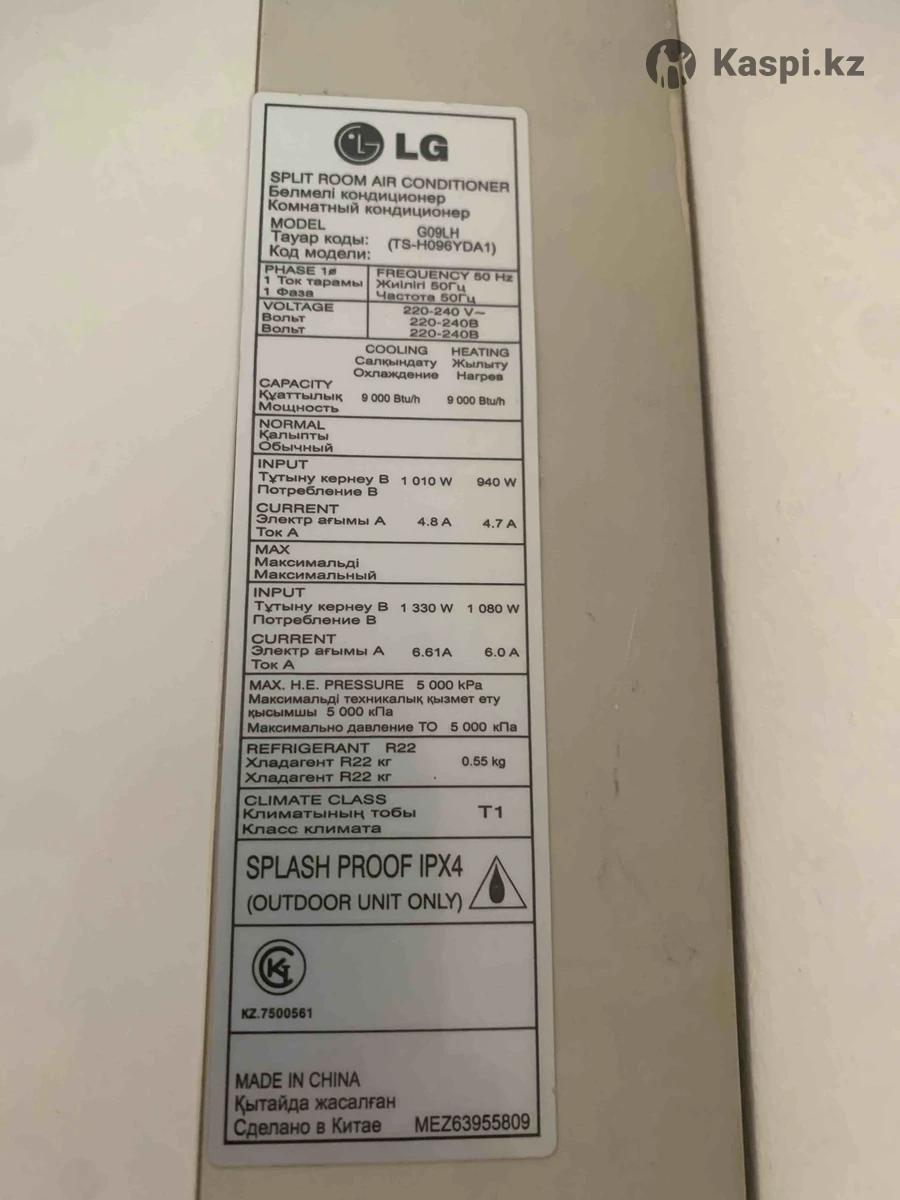 Kaspi.kz
LG
SPLIT ROOM AIR CONDITIONER
Бөлмелі кондиционер
Комнатный кондиционер
MODEL G09LH
Тауар коды: (TS-H096YDA1)
Код модели:
PHASE 1ø FREQUENCY 50 Hz
1 Ток тарамы Жиілігі 50Гц
1 Фаза Частота 50Гц
VOLTAGE 220-240 V~
Вольт 220-240В
Вольт 220-240В
COOLING HEATING
Салқындату Жылыту
Охлаждение Нагрев
CAPACITY
Қуаттылық 9 000 Btu/h 9 000 Btu/h
Мощность
NORMAL
Қалыпты
Обычный
INPUT
Тұтыну кернеу В 1 010 W 940 W
Потребление В
CURRENT
Электр ағымы А 4.8 A 4.7 A
Ток А
MAX
Максимальді
Максимальный
INPUT
Тұтыну кернеу В 1 330 W 1 080 W
Потребление В
CURRENT
Электр ағымы А 6.61A 6.0 A
Ток А
MAX. H.E. PRESSURE 5 000 kPa
Максимальді техникалық қызмет ету
қысымшы 5 000 кПа
Максимально давление ТО 5 000 кПа
REFRIGERANT R22
Хладагент R22 кг 0.55 kg
Хладагент R22 кг
CLIMATE CLASS
Климатының тобы T1
Класс климата
SPLASH PROOF IPX4
(OUTDOOR UNIT ONLY)
KZ.7500561
MADE IN CHINA
Қытайда жасалған
Сделано в Китае MEZ63955809